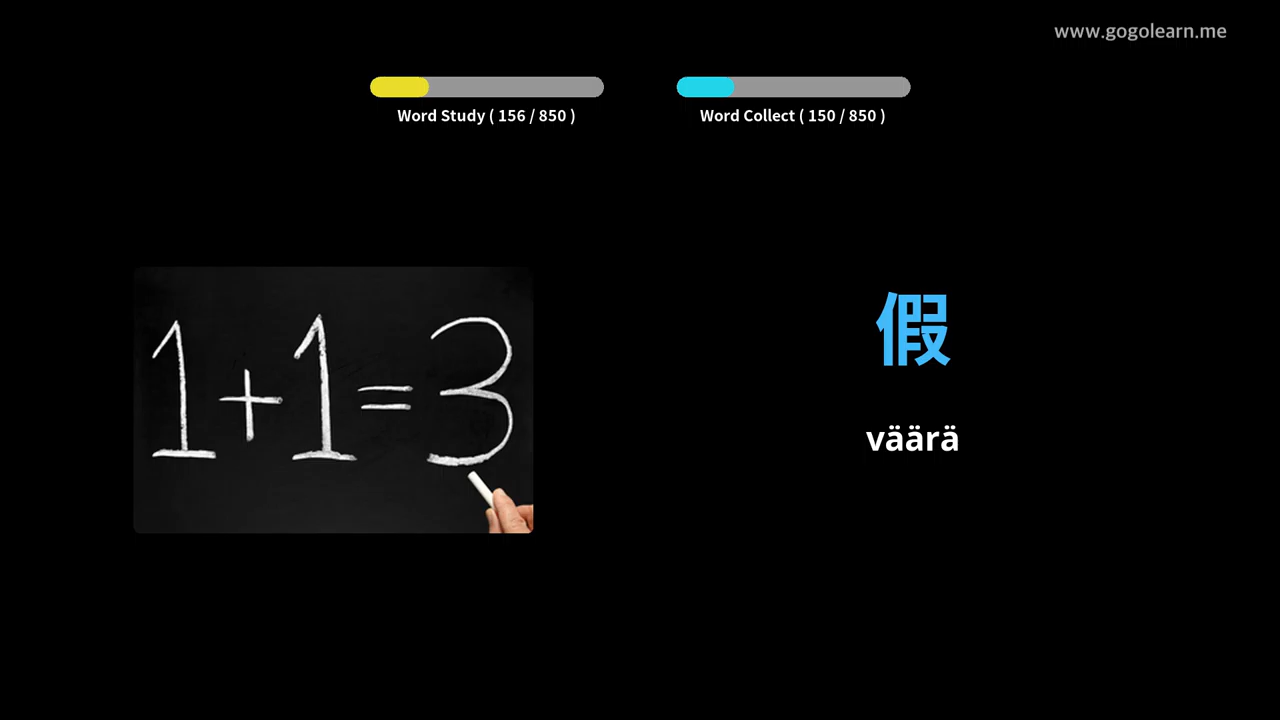 www.gogolearn.me
Word Study ( 156 / 850 )
Word Collect ( 150 / 850 )
1+1=3
假
väärä